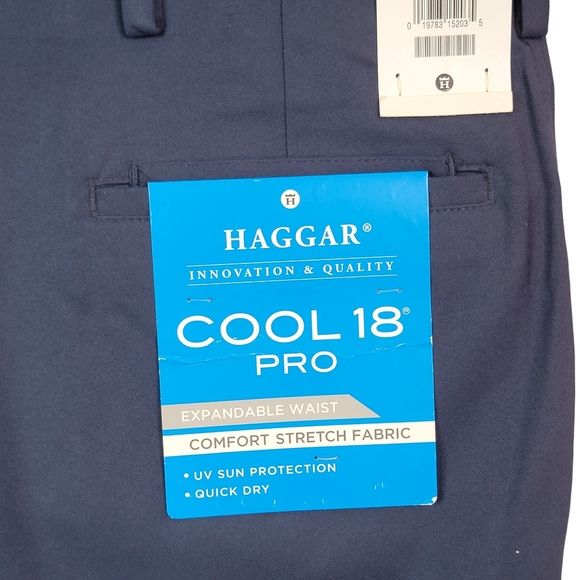 0 19783 15203 5
H
H
HAGGAR®
INNOVATION & QUALITY
COOL 18®
PRO
EXPANDABLE WAIST
COMFORT STRETCH FABRIC
• UV SUN PROTECTION
• QUICK DRY